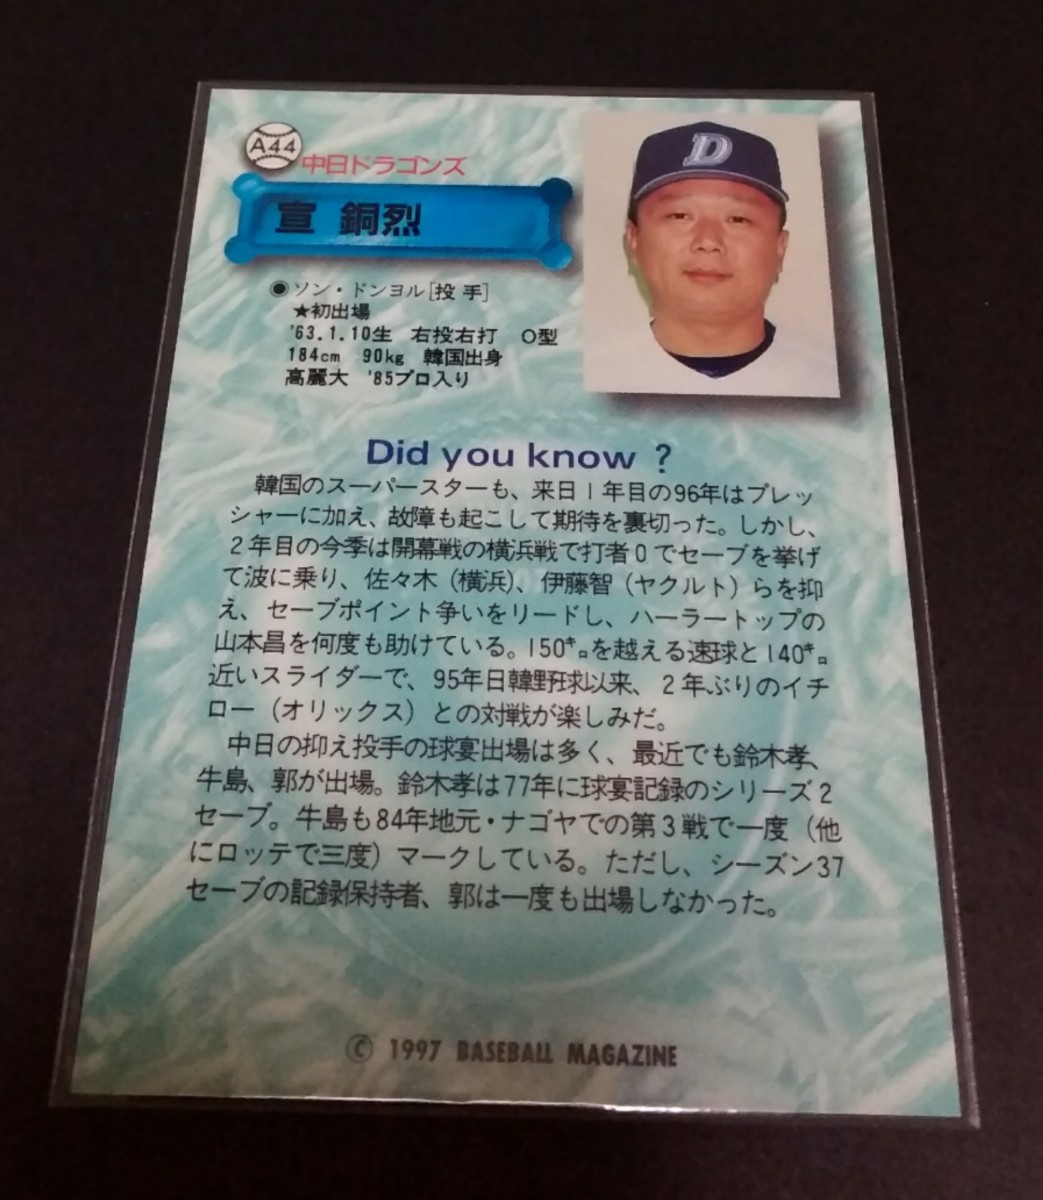 A44
中日ドラゴンズ
宣 銅烈
◉ソン・ドンヨル[投 手]
★初出場
'63.1.10生 右投右打 O型
184cm 90kg 韓国出身
高麗大 '85プロ入り
D
Did you know ?
韓国のスーパースターも、来日1年目の96年はプレッ
シャーに加え、故障も起こして期待を裏切った。しかし、
2年目の今季は開幕戦の横浜戦で打者0でセーブを挙げ
て波に乗り、佐々木(横浜)、伊藤智(ヤクルト)らを抑
え、セーブポイント争いをリードし、ハーラートップの
山本昌を何度も助けている。150㌔を越える速球と140㌔
近いスライダーで、95年日韓野球以来、2年ぶりのイチ
ロー(オリックス)との対戦が楽しみだ。
中日の抑え投手の球宴出場は多く、最近でも鈴木孝、
牛島、郭が出場。鈴木孝は77年に球宴記録のシリーズ2
セーブ。牛島も84年地元・ナゴヤでの第3戦で一度(他
にロッテで三度)マークしている。ただし、シーズン37
セーブの記録保持者、郭は一度も出場しなかった。
© 1997 BASEBALL MAGAZINE